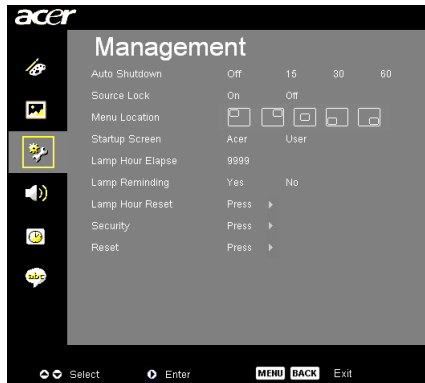 acer
Management
Auto Shutdown Off 15 30 60
Source Lock On Off
Menu Location
Startup Screen Acer User
Lamp Hour Elapse 9999
Lamp Reminding Yes No
Lamp Hour Reset Press
Security Press
Reset Press
abc
Select Enter MENU BACK Exit